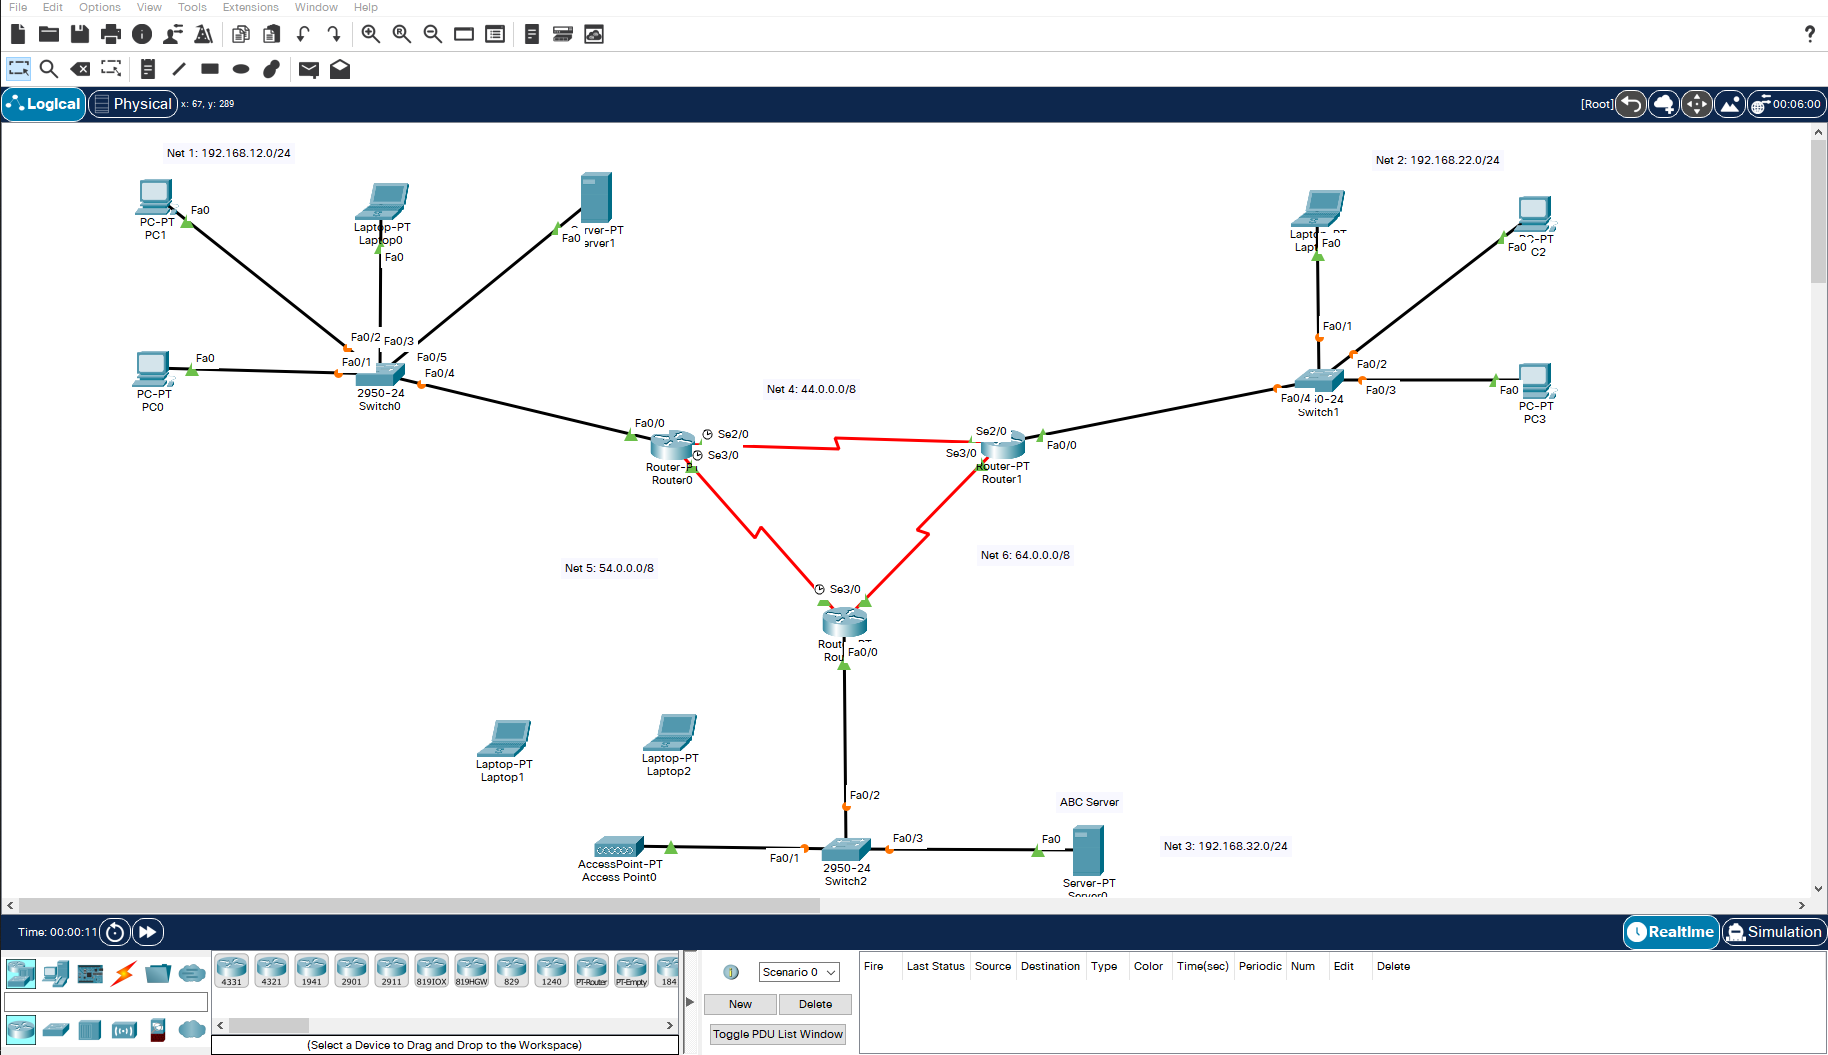 File Edit Options View Tools Extensions Window Help
?
Logical Physical x: 67, y: 289 [Root] 00:06:00
Net 1: 192.168.12.0/24
Net 2: 192.168.22.0/24
Fa0
PC-PT
PC1
Laptop-PT
Laptop0
Fa0
Fa0
Fa0
Fa0
C2
Fa0/2
Fa0/3
Fa0/5
Fa0/1
Fa0/4
Fa0
PC-PT
PC0
2950-24
Switch0
Fa0/1
Fa0/2
Fa0/3
Fa0
Fa0/4
Switch1
PC-PT
PC3
Net 4: 44.0.0.0/8
Fa0/0
Se2/0
Se3/0
Router0
Se2/0
Se3/0
Fa0/0
Router-PT
Router1
Net 5: 54.0.0.0/8
Net 6: 64.0.0.0/8
Se3/0
Fa0/0
Laptop-PT
Laptop1
Laptop-PT
Laptop2
Fa0/2
ABC Server
Fa0/1
Fa0/3
Fa0
Net 3: 192.168.32.0/24
AccessPoint-PT
Access Point0
2950-24
Switch2
Server-PT
Server0
Time: 00:00:11 Realtime Simulation
4331 4321 1941 2901 2911 819IOX 819HGW 829 1240 PT-Router PT-Empty 184
(Select a Device to Drag and Drop to the Workspace)
Scenario 0
New Delete
Toggle PDU List Window
Fire Last Status Source Destination Type Color Time(sec) Periodic Num Edit Delete